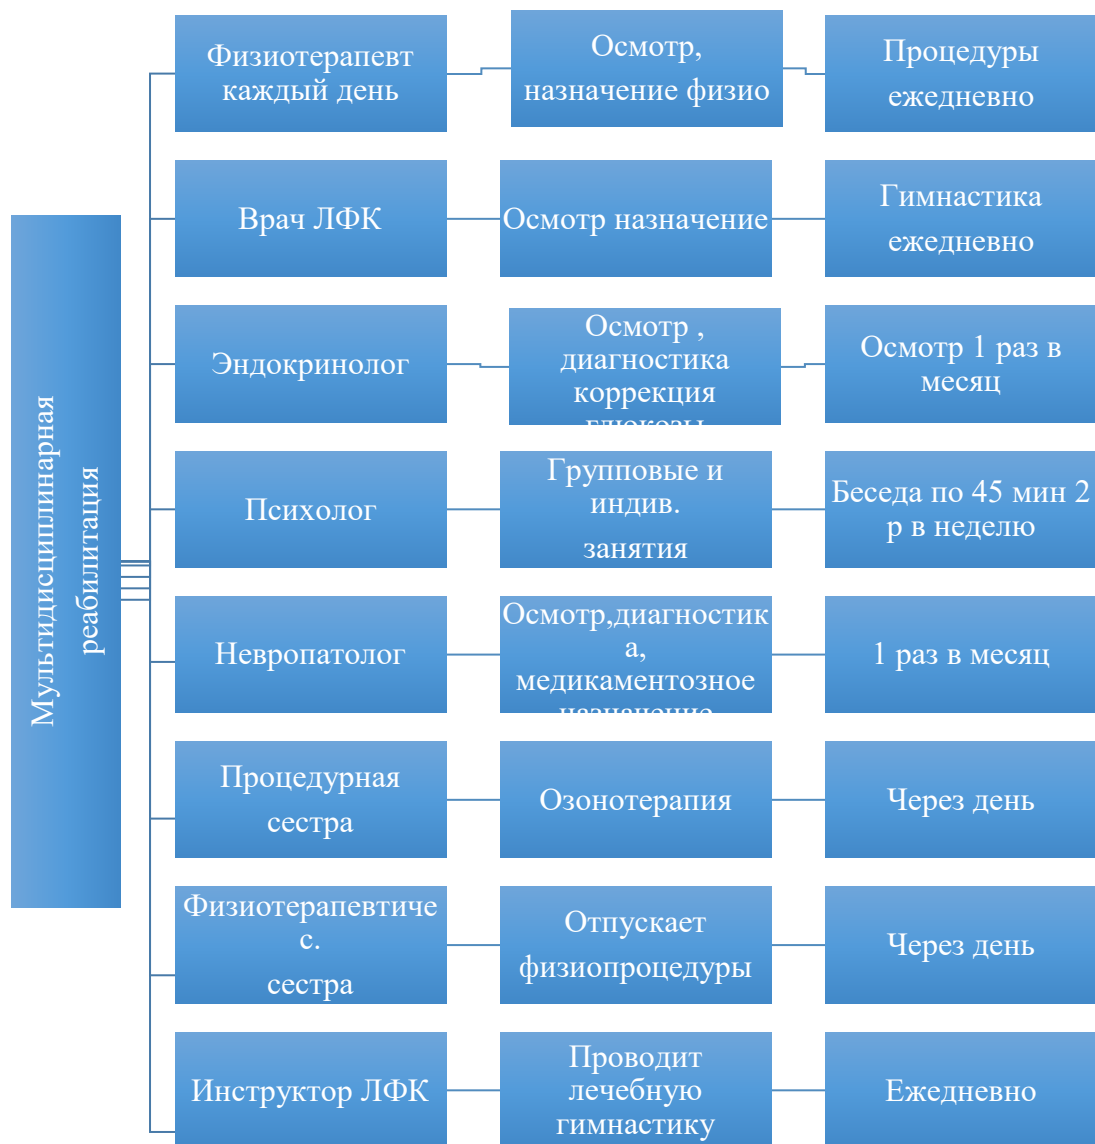 Мультидисциплинарная
реабилитация
Физиотерапевт
каждый день
Осмотр,
назначение физио
Процедуры
ежедневно
Врач ЛФК
Осмотр назначение
Гимнастика
ежедневно
Эндокринолог
Осмотр ,
диагностика
коррекция
глюкозы
Осмотр 1 раз в
месяц
Психолог
Групповые и
индив.
занятия
Беседа по 45 мин 2
р в неделю
Невропатолог
Осмотр,диагностик
а,
медикаментозное
назначение
1 раз в месяц
Процедурная
сестра
Озонотерапия
Через день
Физиотерапевтичес
с.
сестра
Отпускает
физиопроцедуры
Через день
Инструктор ЛФК
Проводит
лечебную
гимнастику
Ежедневно